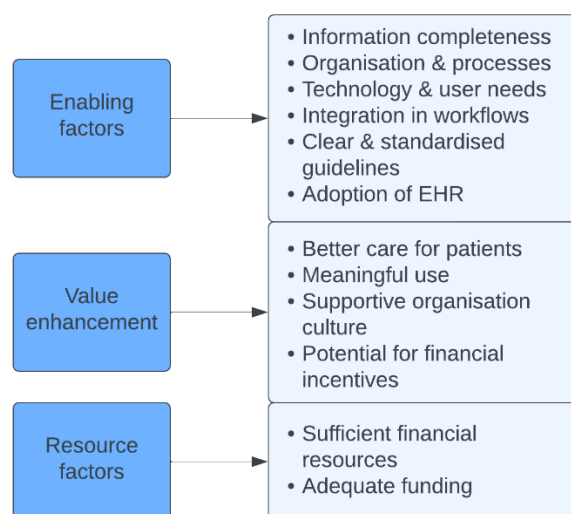 Enabling
factors
• Information completeness
• Organisation & processes
• Technology & user needs
• Integration in workflows
• Clear & standardised
guidelines
• Adoption of EHR
Value
enhancement
• Better care for patients
• Meaningful use
• Supportive organisation
culture
• Potential for financial
incentives
Resource
factors
• Sufficient financial
resources
• Adequate funding